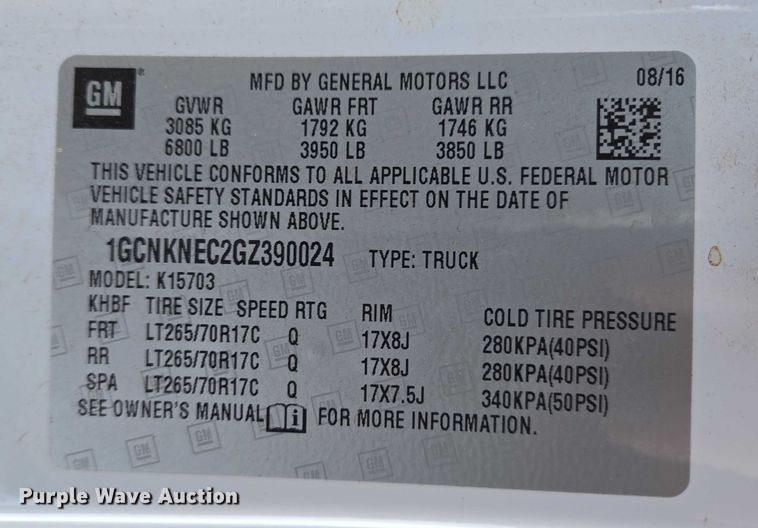 GM
MFD BY GENERAL MOTORS LLC 08/16
GVWR GAWR FRT GAWR RR
3085 KG 1792 KG 1746 KG
6800 LB 3950 LB 3850 LB
THIS VEHICLE CONFORMS TO ALL APPLICABLE U.S. FEDERAL MOTOR
VEHICLE SAFETY STANDARDS IN EFFECT ON THE DATE OF
MANUFACTURE SHOWN ABOVE.
1GCNKNEC2GZ390024 TYPE: TRUCK
MODEL: K15703
KHBF TIRE SIZE SPEED RTG RIM COLD TIRE PRESSURE
FRT LT265/70R17C Q 17X8J 280KPA(40PSI)
RR LT265/70R17C Q 17X8J 280KPA(40PSI)
SPA LT265/70R17C Q 17X7.5J 340KPA(50PSI)
SEE OWNER'S MANUAL i FOR MORE INFORMATION.
Purple Wave Auction